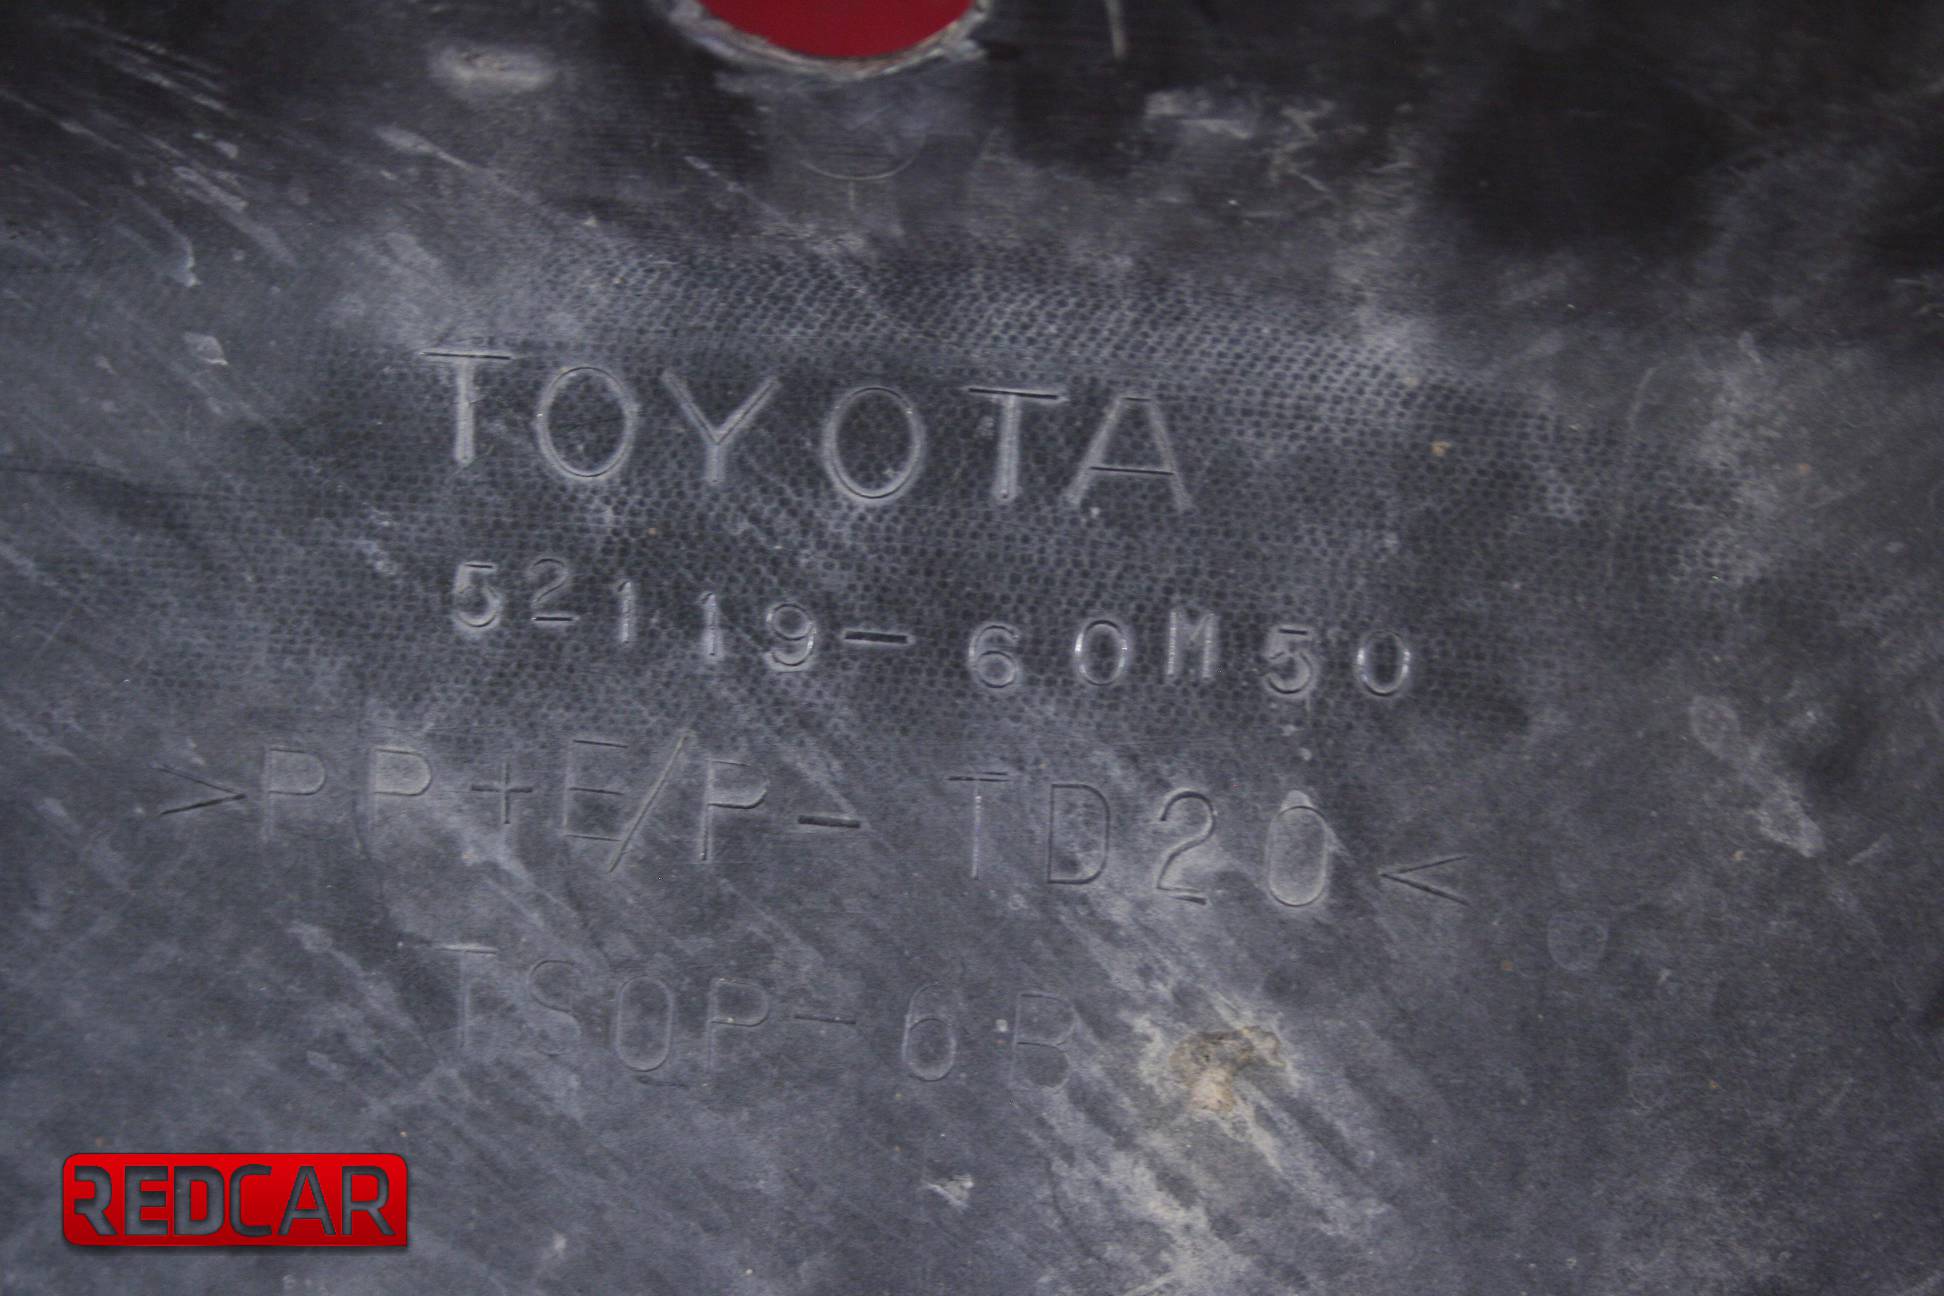 TOYOTA
52119-60M50
>PP+E/P-TD20<
TSOP-6B
REDCAR